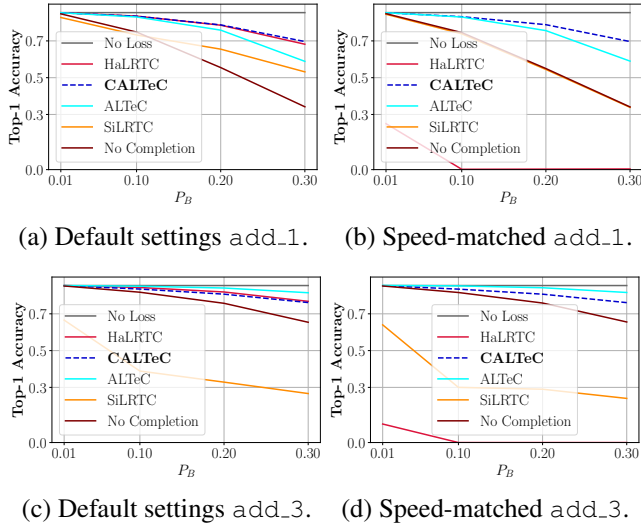 Top-1 Accuracy
0.7
0.5
0.3
0.0
No Loss
HaLRTC
CALTeC
ALTeC
SiLRTC
No Completion
0.01
0.10
0.20
0.30
P_B
(a) Default settings add_1.
Top-1 Accuracy
0.7
0.5
0.3
0.0
No Loss
HaLRTC
CALTeC
ALTeC
SiLRTC
No Completion
0.01
0.10
0.20
0.30
P_B
(b) Speed-matched add_1.
Top-1 Accuracy
0.7
0.5
0.3
0.0
No Loss
HaLRTC
CALTeC
ALTeC
SiLRTC
No Completion
0.01
0.10
0.20
0.30
P_B
(c) Default settings add_3.
Top-1 Accuracy
0.7
0.5
0.3
0.0
No Loss
HaLRTC
CALTeC
ALTeC
SiLRTC
No Completion
0.01
0.10
0.20
0.30
P_B
(d) Speed-matched add_3.